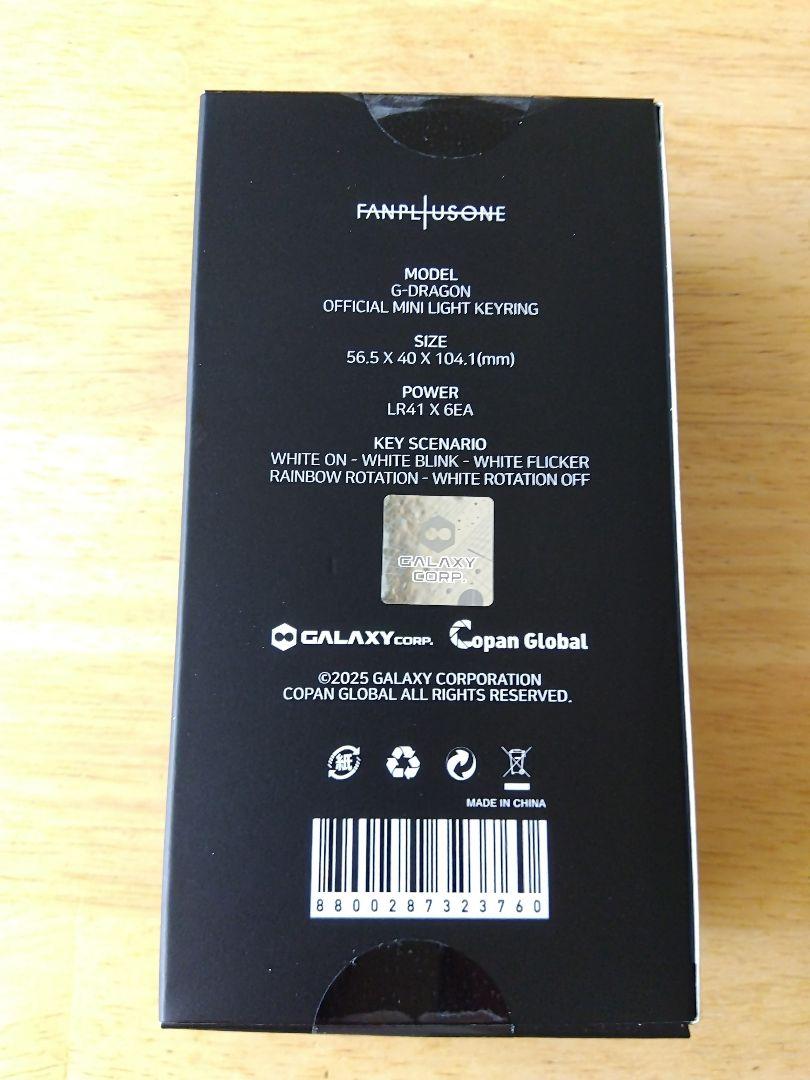 FANPLUSONE
MODEL
G-DRAGON
OFFICIAL MINI LIGHT KEYRING
SIZE
56.5 X 40 X 104.1(mm)
POWER
LR41 X 6EA
KEY SCENARIO
WHITE ON - WHITE BLINK - WHITE FLICKER
RAINBOW ROTATION - WHITE ROTATION OFF
GALAXY
CORP.
GALAXY CORP. Copan Global
©2025 GALAXY CORPORATION
COPAN GLOBAL ALL RIGHTS RESERVED.
紙
MADE IN CHINA
8800287323760